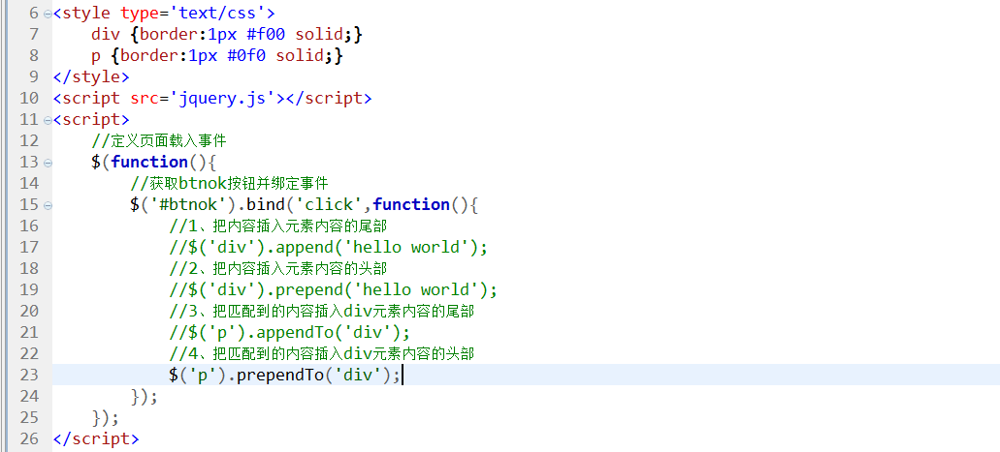 6 <style type='text/css'>
7     div {border:1px #f00 solid;}
8     p {border:1px #0f0 solid;}
9 </style>
10 <script src='jquery.js'></script>
11 <script>
12     //定义页面载入事件
13     $(function(){
14         //获取btnok按钮并绑定事件
15         $('#btnok').bind('click',function(){
16             //1、把内容插入元素内容的尾部
17             //$('div').append('hello world');
18             //2、把内容插入元素内容的头部
19             //$('div').prepend('hello world');
20             //3、把匹配到的内容插入div元素内容的尾部
21             //$('p').appendTo('div');
22             //4、把匹配到的内容插入div元素内容的头部
23             $('p').prependTo('div');
24         });
25     });
26 </script>